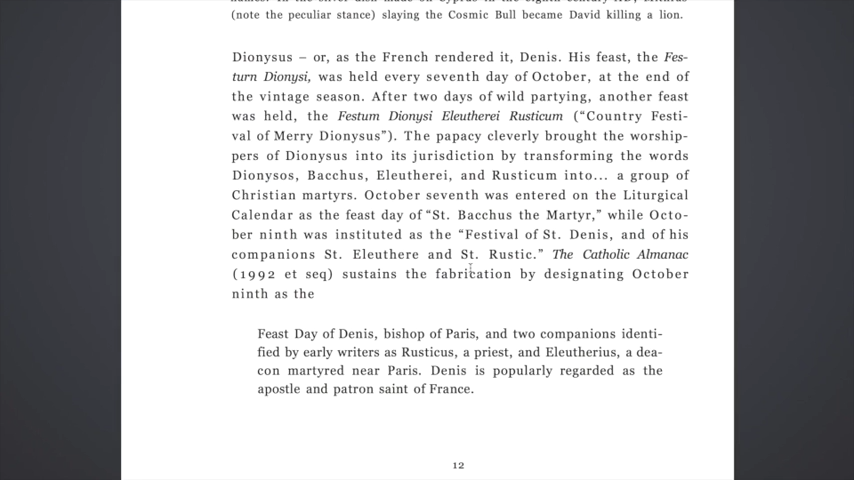 (note the peculiar stance) slaying the Cosmic Bull became David killing a lion.
Dionysus – or, as the French rendered it, Denis. His feast, the Fes-
turn Dionysi, was held every seventh day of October, at the end of
the vintage season. After two days of wild partying, another feast
was held, the Festum Dionysi Eleutherei Rusticum (“Country Festi-
val of Merry Dionysus”). The papacy cleverly brought the worship-
pers of Dionysus into its jurisdiction by transforming the words
Dionysos, Bacchus, Eleutherei, and Rusticum into... a group of
Christian martyrs. October seventh was entered on the Liturgical
Calendar as the feast day of “St. Bacchus the Martyr,” while Octo-
ber ninth was instituted as the “Festival of St. Denis, and of his
companions St. Eleuthere and St. Rustic.” The Catholic Almanac
(1992 et seq) sustains the fabrication by designating October
ninth as the
Feast Day of Denis, bishop of Paris, and two companions identi-
fied by early writers as Rusticus, a priest, and Eleutherius, a dea-
con martyred near Paris. Denis is popularly regarded as the
apostle and patron saint of France.
12